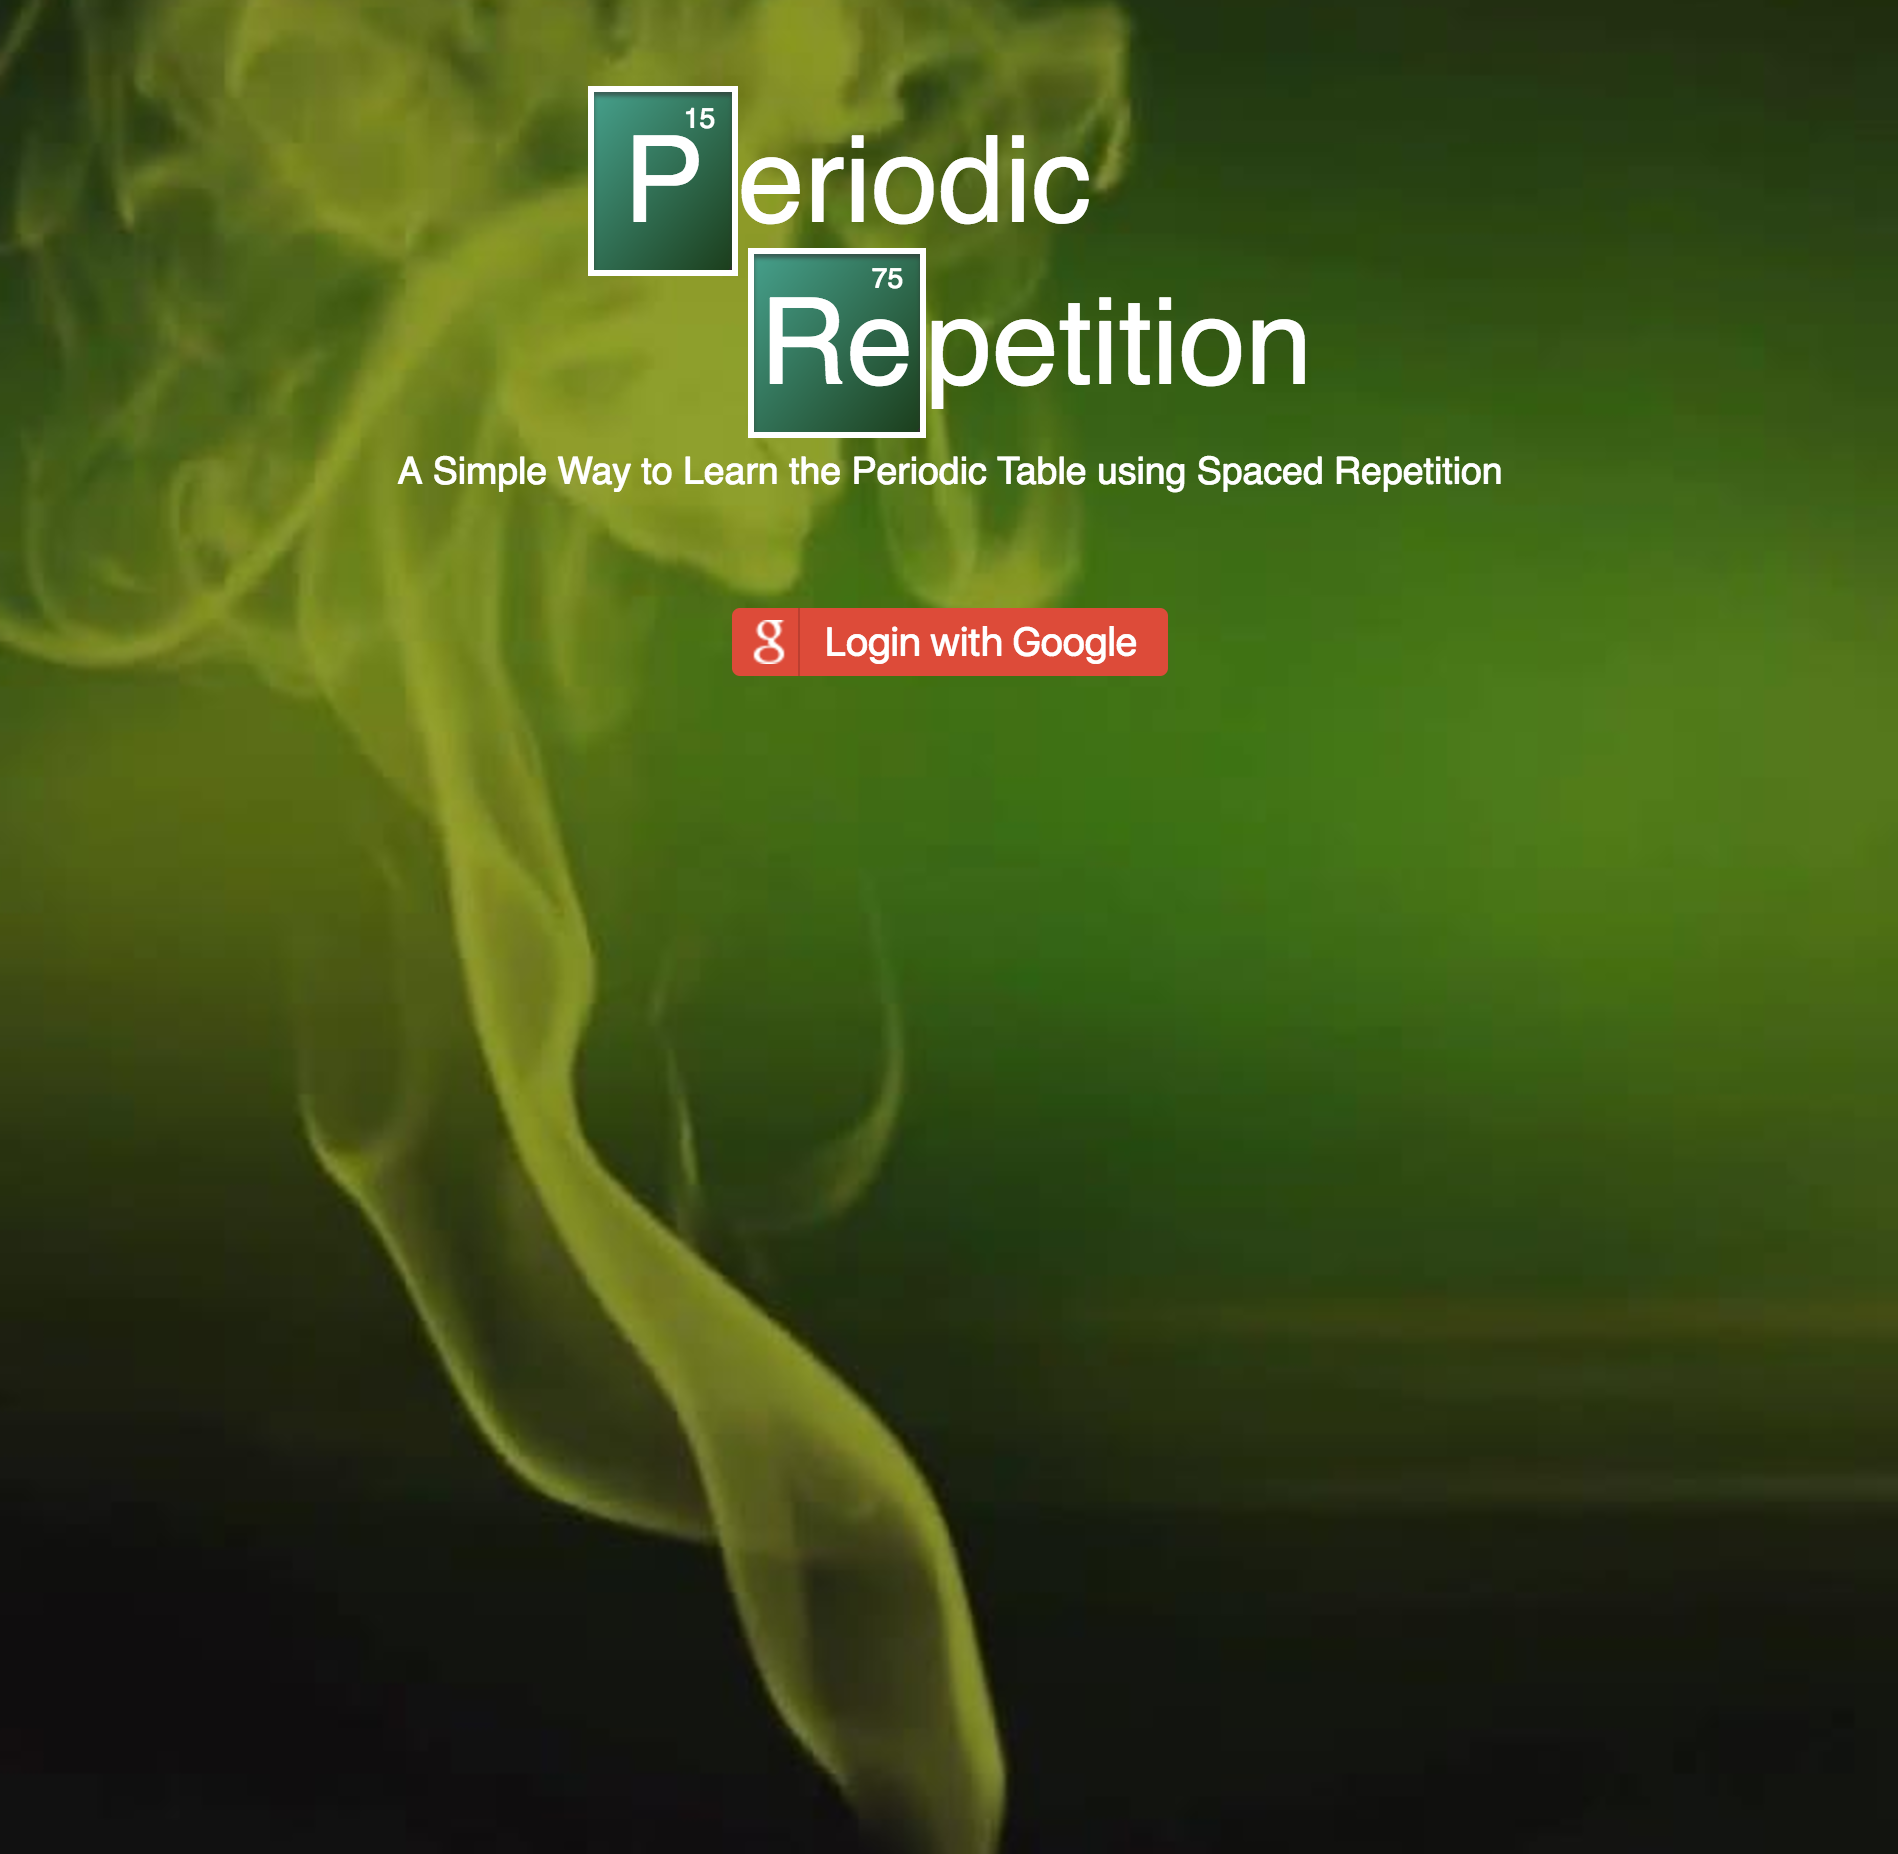 15
Periodic
75
Repetition
A Simple Way to Learn the Periodic Table using Spaced Repetition
g Login with Google